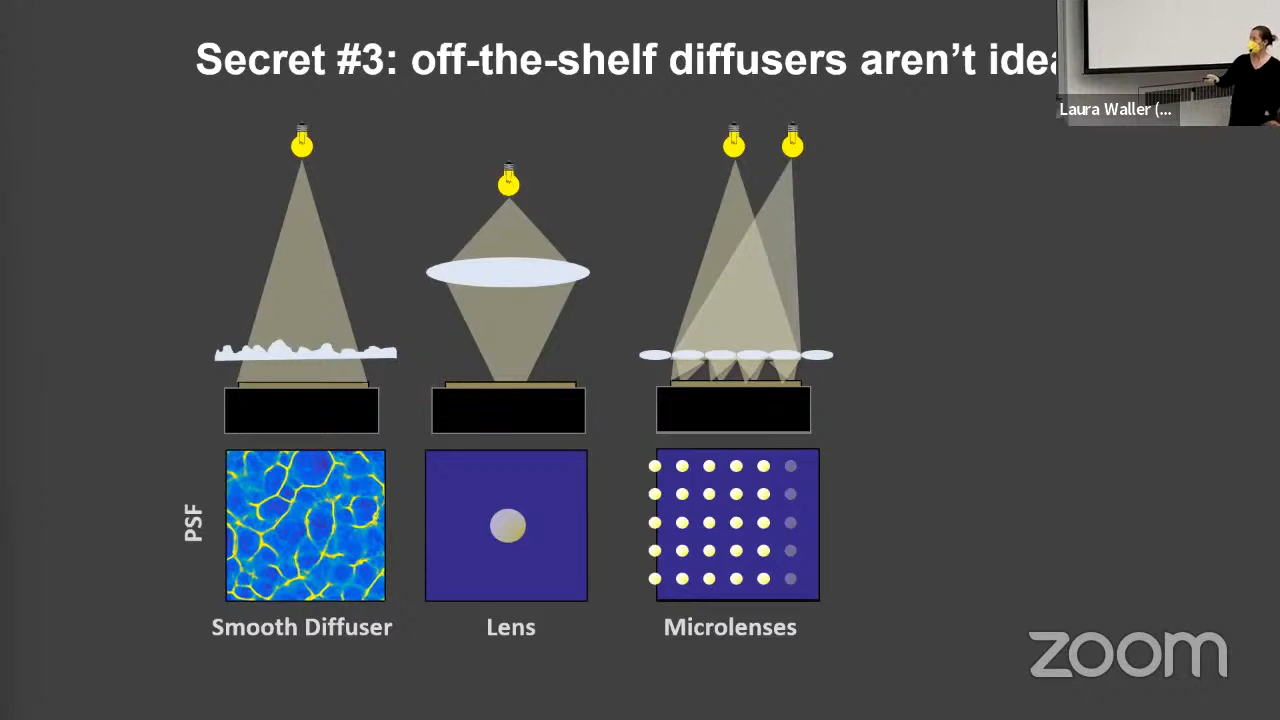 Secret #3: off-the-shelf diffusers aren't idea
Laura Waller (...
PSF
Smooth Diffuser
Lens
Microlenses
zoom